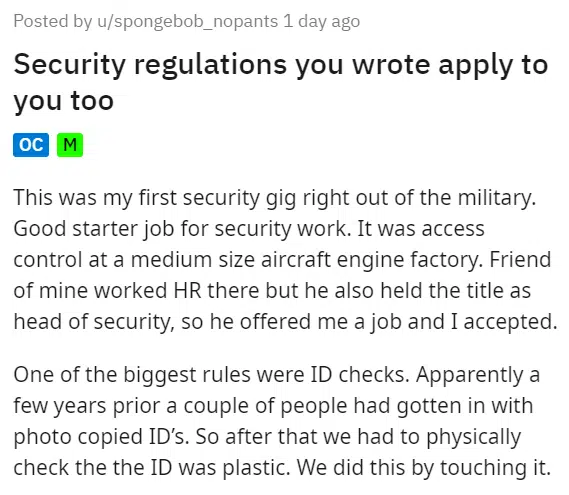 Posted by u/spongebob_nopants 1 day ago
Security regulations you wrote apply to
you too
OC M
This was my first security gig right out of the military.
Good starter job for security work. It was access
control at a medium size aircraft engine factory. Friend
of mine worked HR there but he also held the title as
head of security, so he offered me a job and I accepted.
One of the biggest rules were ID checks. Apparently a
few years prior a couple of people had gotten in with
photo copied ID’s. So after that we had to physically
check the the ID was plastic. We did this by touching it.